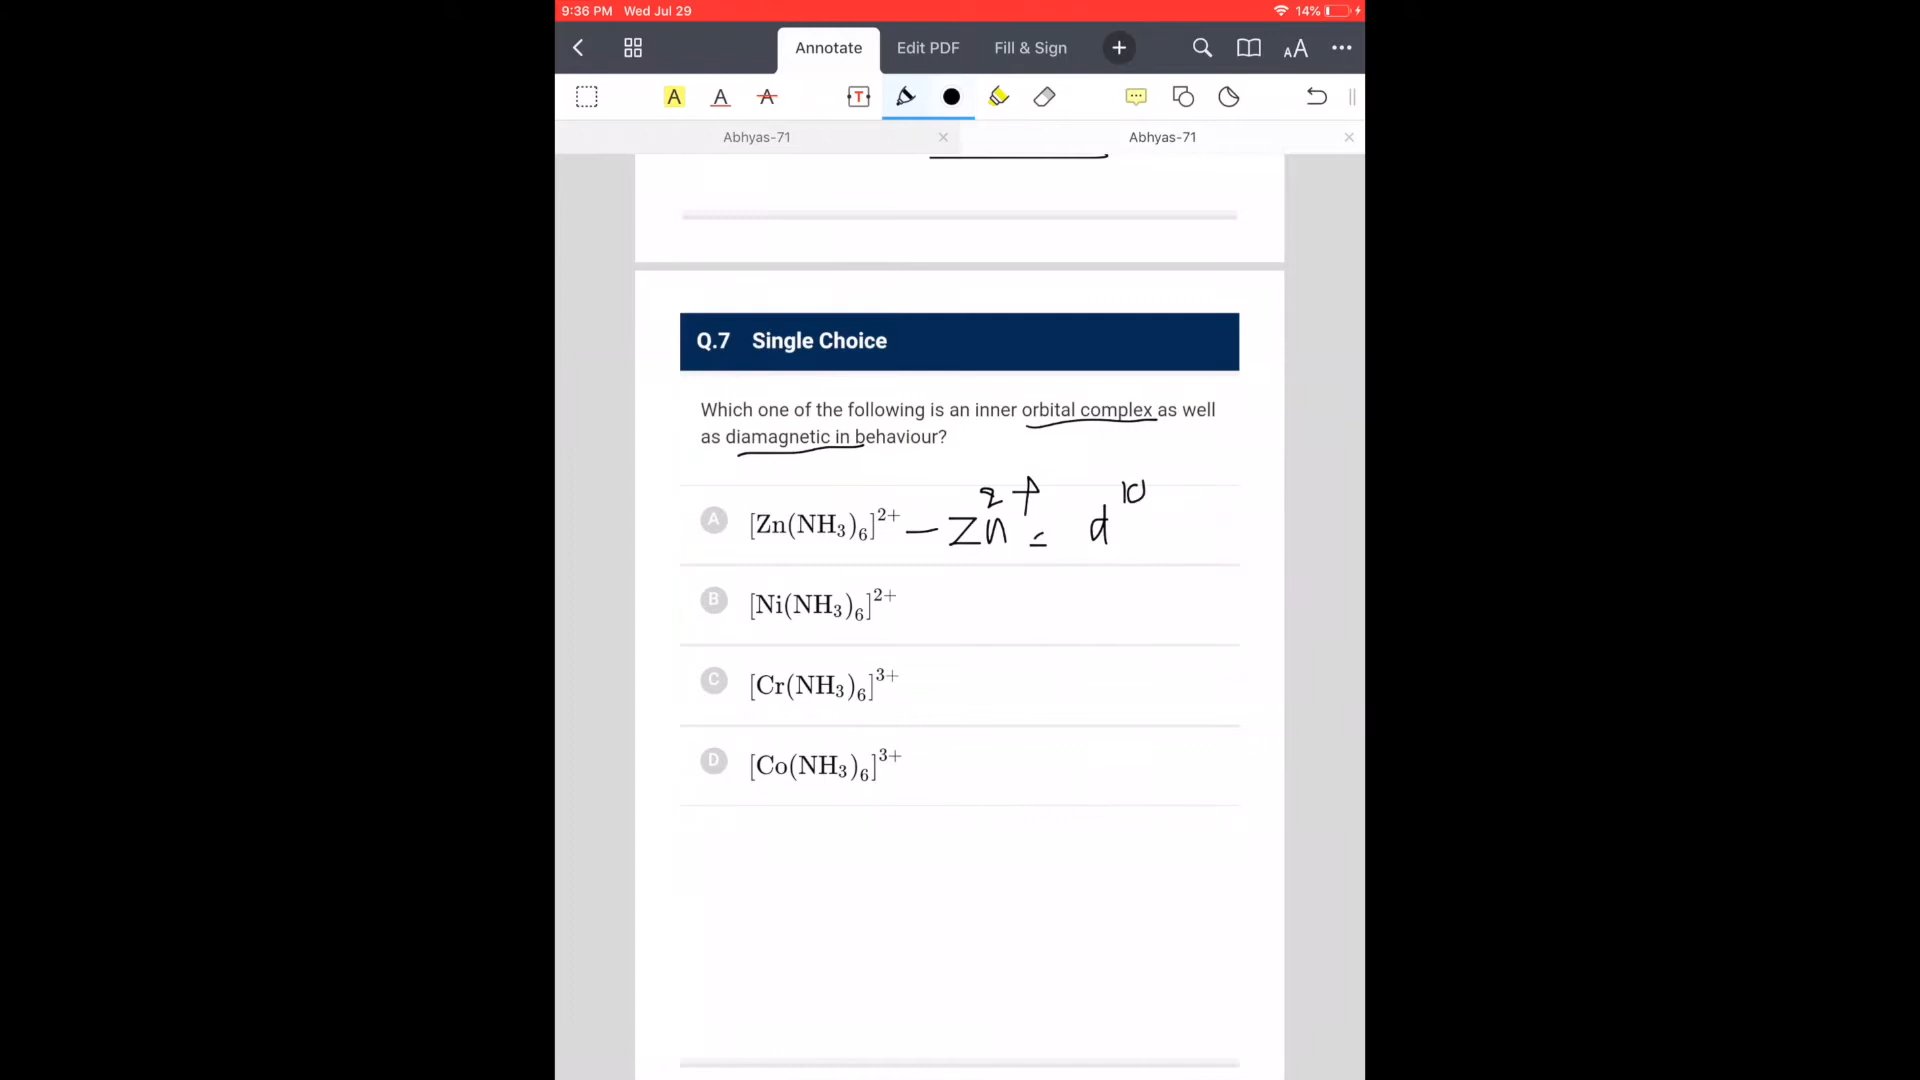 9:36 PM Wed Jul 29 14%
Annotate Edit PDF Fill & Sign AA
A A A T
Abhyas-71 Abhyas-71
Q.7 Single Choice
Which one of the following is an inner orbital complex as well
as diamagnetic in behaviour?
A [Zn(NH₃)₆]²⁺ – Zn²⁺ = d¹⁰
B [Ni(NH₃)₆]²⁺
C [Cr(NH₃)₆]³⁺
D [Co(NH₃)₆]³⁺